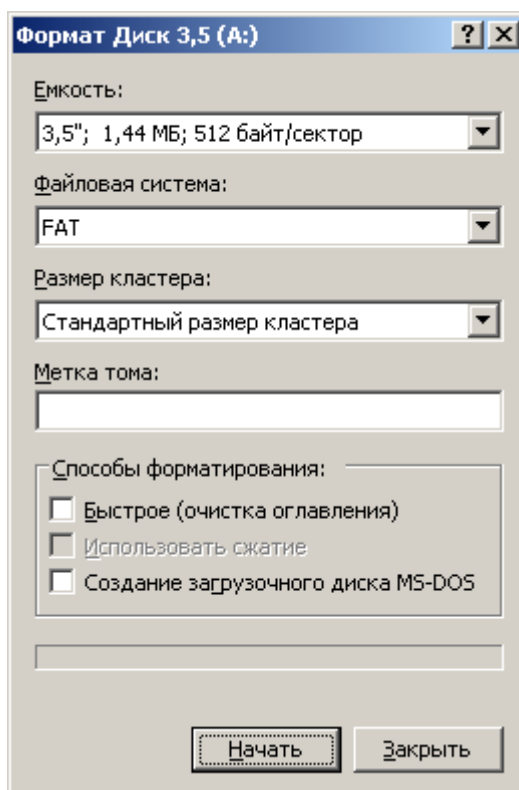 Формат Диск 3,5 (A:)
Емкость:
3,5"; 1,44 МБ; 512 байт/сектор
Файловая система:
FAT
Размер кластера:
Стандартный размер кластера
Метка тома:
Способы форматирования:
Быстрое (очистка оглавления)
Использовать сжатие
Создание загрузочного диска MS-DOS
Начать Закрыть